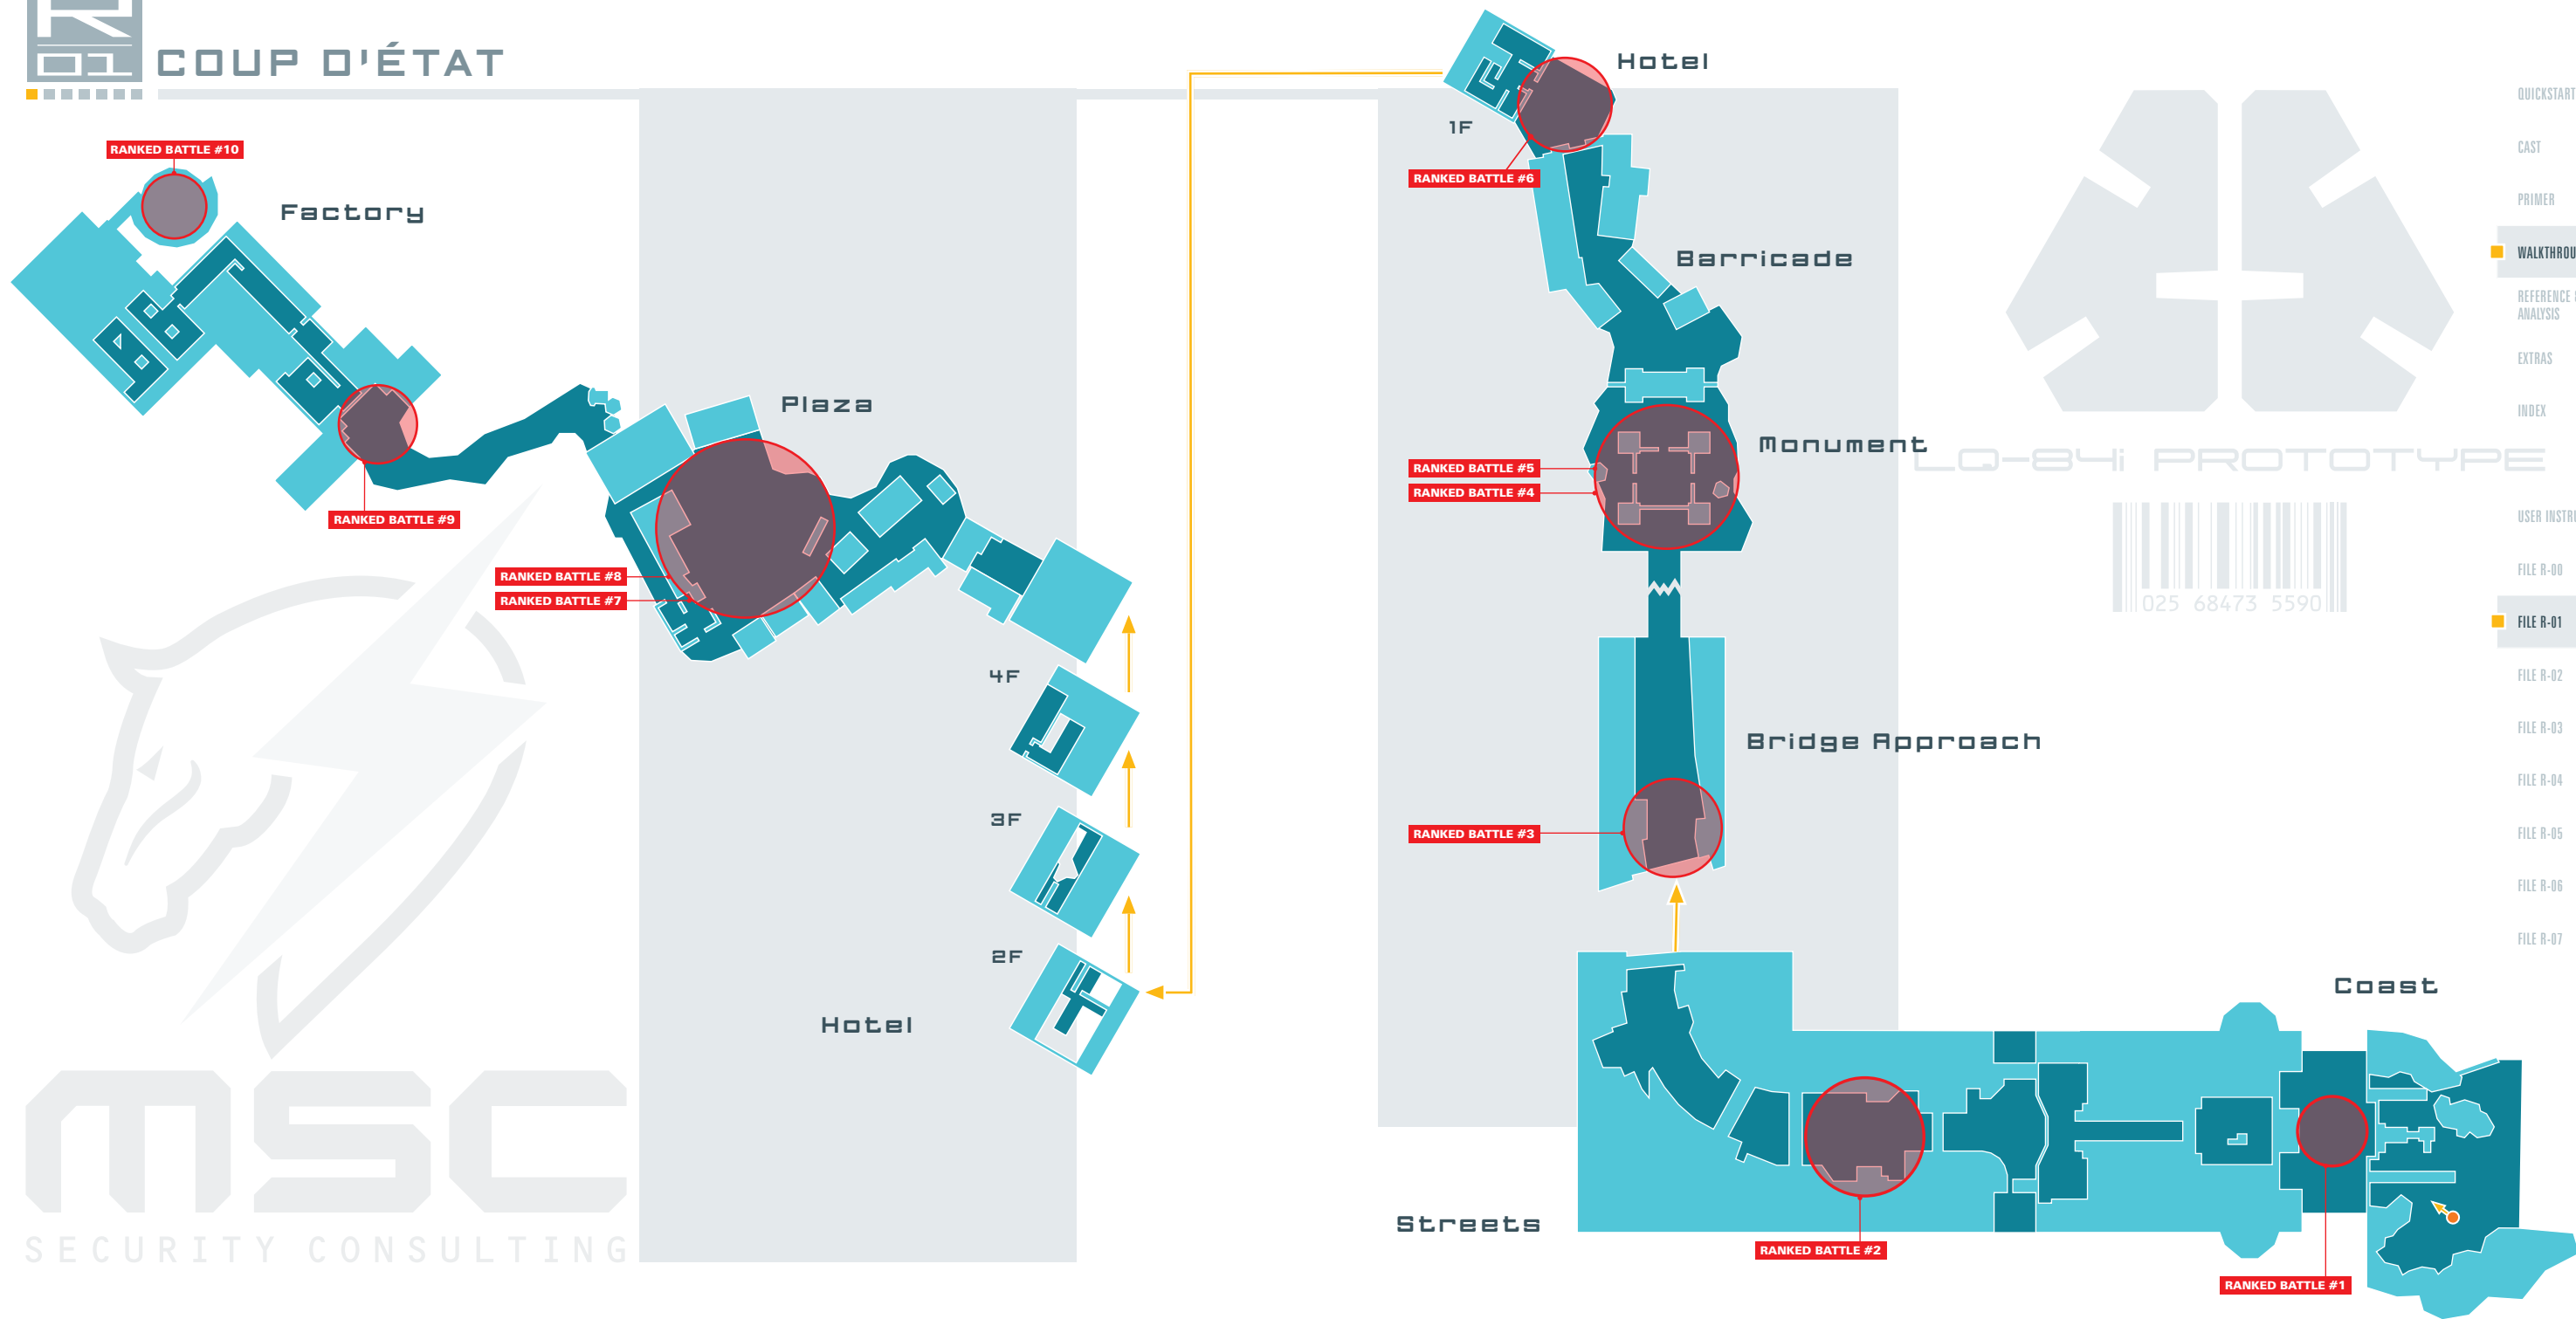 01
COUP D'ÉTAT
RANKED BATTLE #10
Factory
RANKED BATTLE #9
Plaza
RANKED BATTLE #8
RANKED BATTLE #7
4F
3F
2F
Hotel
MSC
SECURITY CONSULTING
Hotel
1F
RANKED BATTLE #6
Barricade
Monument
RANKED BATTLE #5
RANKED BATTLE #4
Bridge Approach
RANKED BATTLE #3
Streets
RANKED BATTLE #2
Coast
RANKED BATTLE #1
LQ-84i PROTOTYPE
025 68473 5590
QUICKSTART
CAST
PRIMER
WALKTHROU
REFERENCE
ANALYSIS
EXTRAS
INDEX
USER INSTR
FILE R-00
FILE R-01
FILE R-02
FILE R-03
FILE R-04
FILE R-05
FILE R-06
FILE R-07